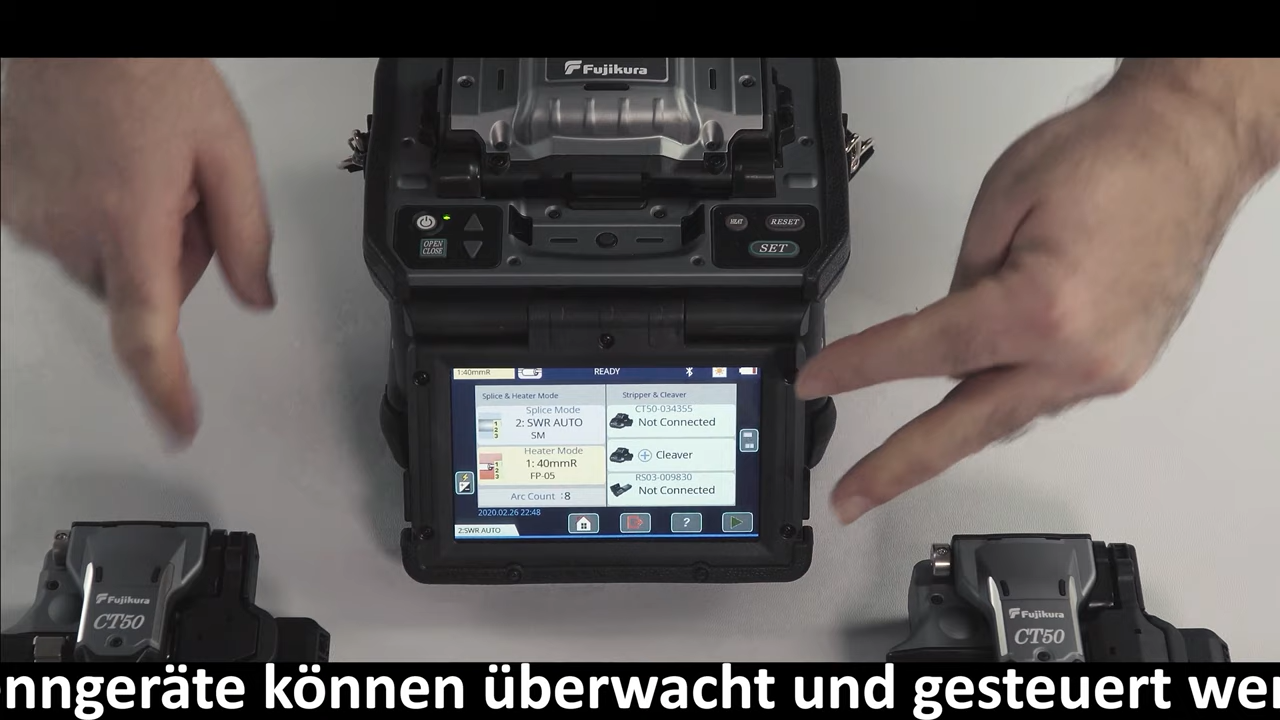 Fujikura
HEAT
RESET
OPEN
CLOSE
SET
1:40mmR
READY
Splice & Heater Mode
Stripper & Cleaver
Splice Mode
2: SWR AUTO
SM
CT50-034355
Not Connected
Heater Mode
1: 40mmR
FP-05
Cleaver
Arc Count :8
RS03-009830
Not Connected
2020.02.26 22:48
2:SWR AUTO
?
Fujikura
CT50
Fujikura
CT50
nngeräte können überwacht und gesteuert wer